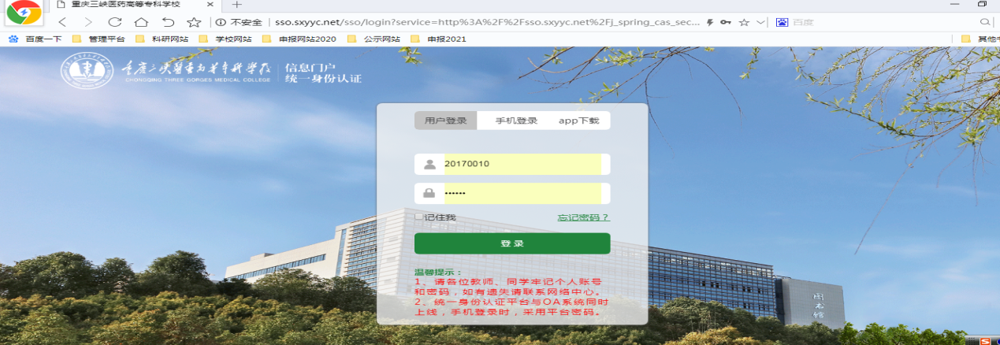 重庆三峡医药高等专科学校
不安全 sso.sxyyc.net/sso/login?service=http%3A%2F%2Fsso.sxyyc.net%2Fj_spring_cas_sec... 百度
百度一下 管理平台 科研网站 学校网站 申报网站2020 公示网站 申报2021 其他
重庆三峡医药高等专科学校
CHONGQING THREE GORGES MEDICAL COLLEGE
信息门户
统一身份认证
用户登录 手机登录 app下载
20170010
••••••
记住我 忘记密码？
登录
温馨提示：
1、请各位教师、同学牢记个人账号
和密码，如有遗失请联系网络中心。
2、统一身份认证平台与OA系统同时
上线，手机登录时，采用平台密码。
图书馆